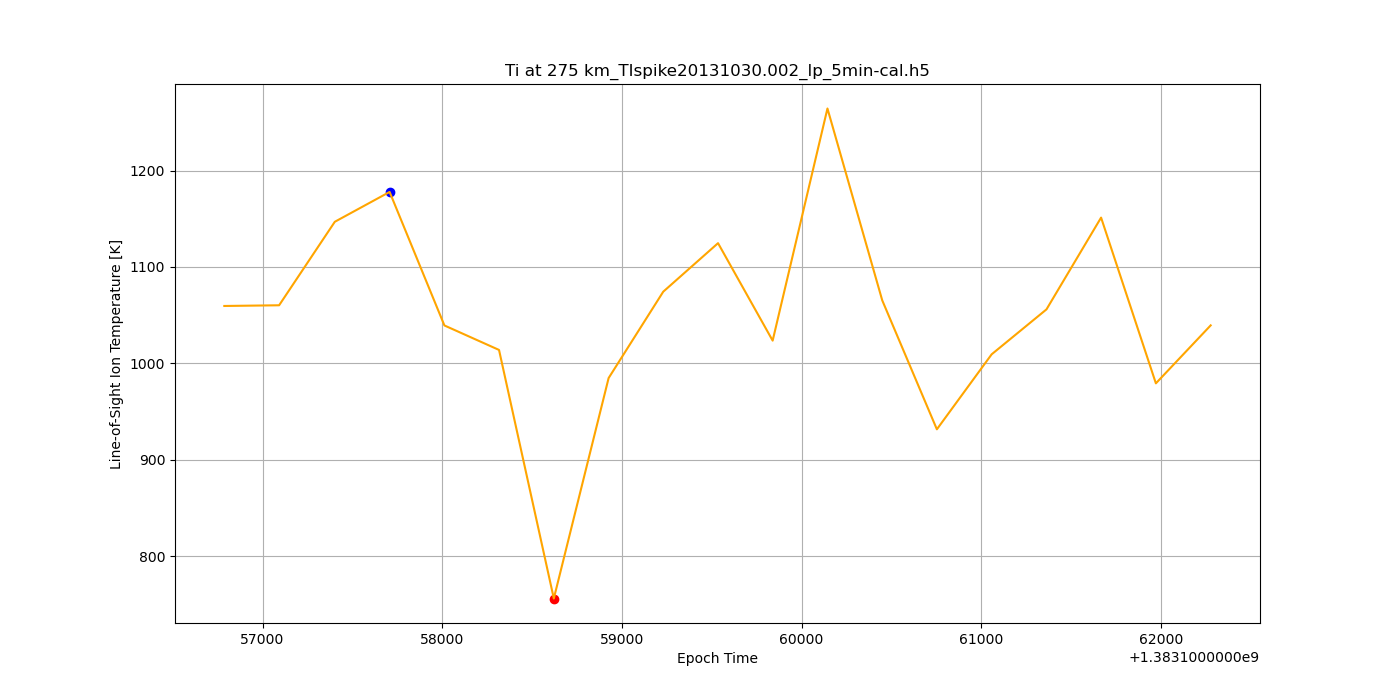 Ti at 275 km_TIspike20131030.002_lp_5min-cal.h5
Line-of-Sight Ion Temperature [K]
1200
1100
1000
900
800
57000 58000 59000 60000 61000 62000
Epoch Time
+1.3831000000e9